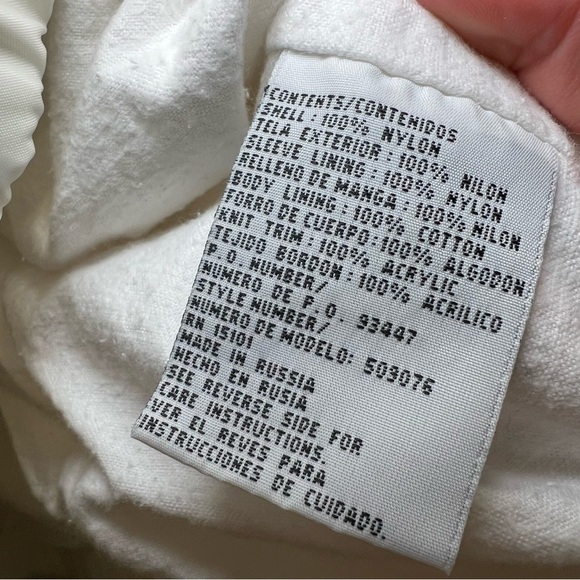 CONTENTS/CONTENIDOS
SHELL: 100% NYLON
TELA EXTERIOR: 100% NILON
SLEEVE LINING: 100% NYLON
RELLENO DE MANGA: 100% NILON
BODY LINING: 100% COTTON
FORRO DE CUERPO: 100% ALGODON
KNIT TRIM: 100% ACRYLIC
TEJIDO BORDON: 100% ACRILICO
P.O. NUMBER/
NUMERO DE P.O. 93447
STYLE NUMBER/
NUMERO DE MODELO: 503076
RN 15101
MADE IN RUSSIA
HECHO EN RUSIA
SEE REVERSE SIDE FOR
CARE INSTRUCTIONS.
VER EL REVES PARA
INSTRUCCIONES DE CUIDADO.